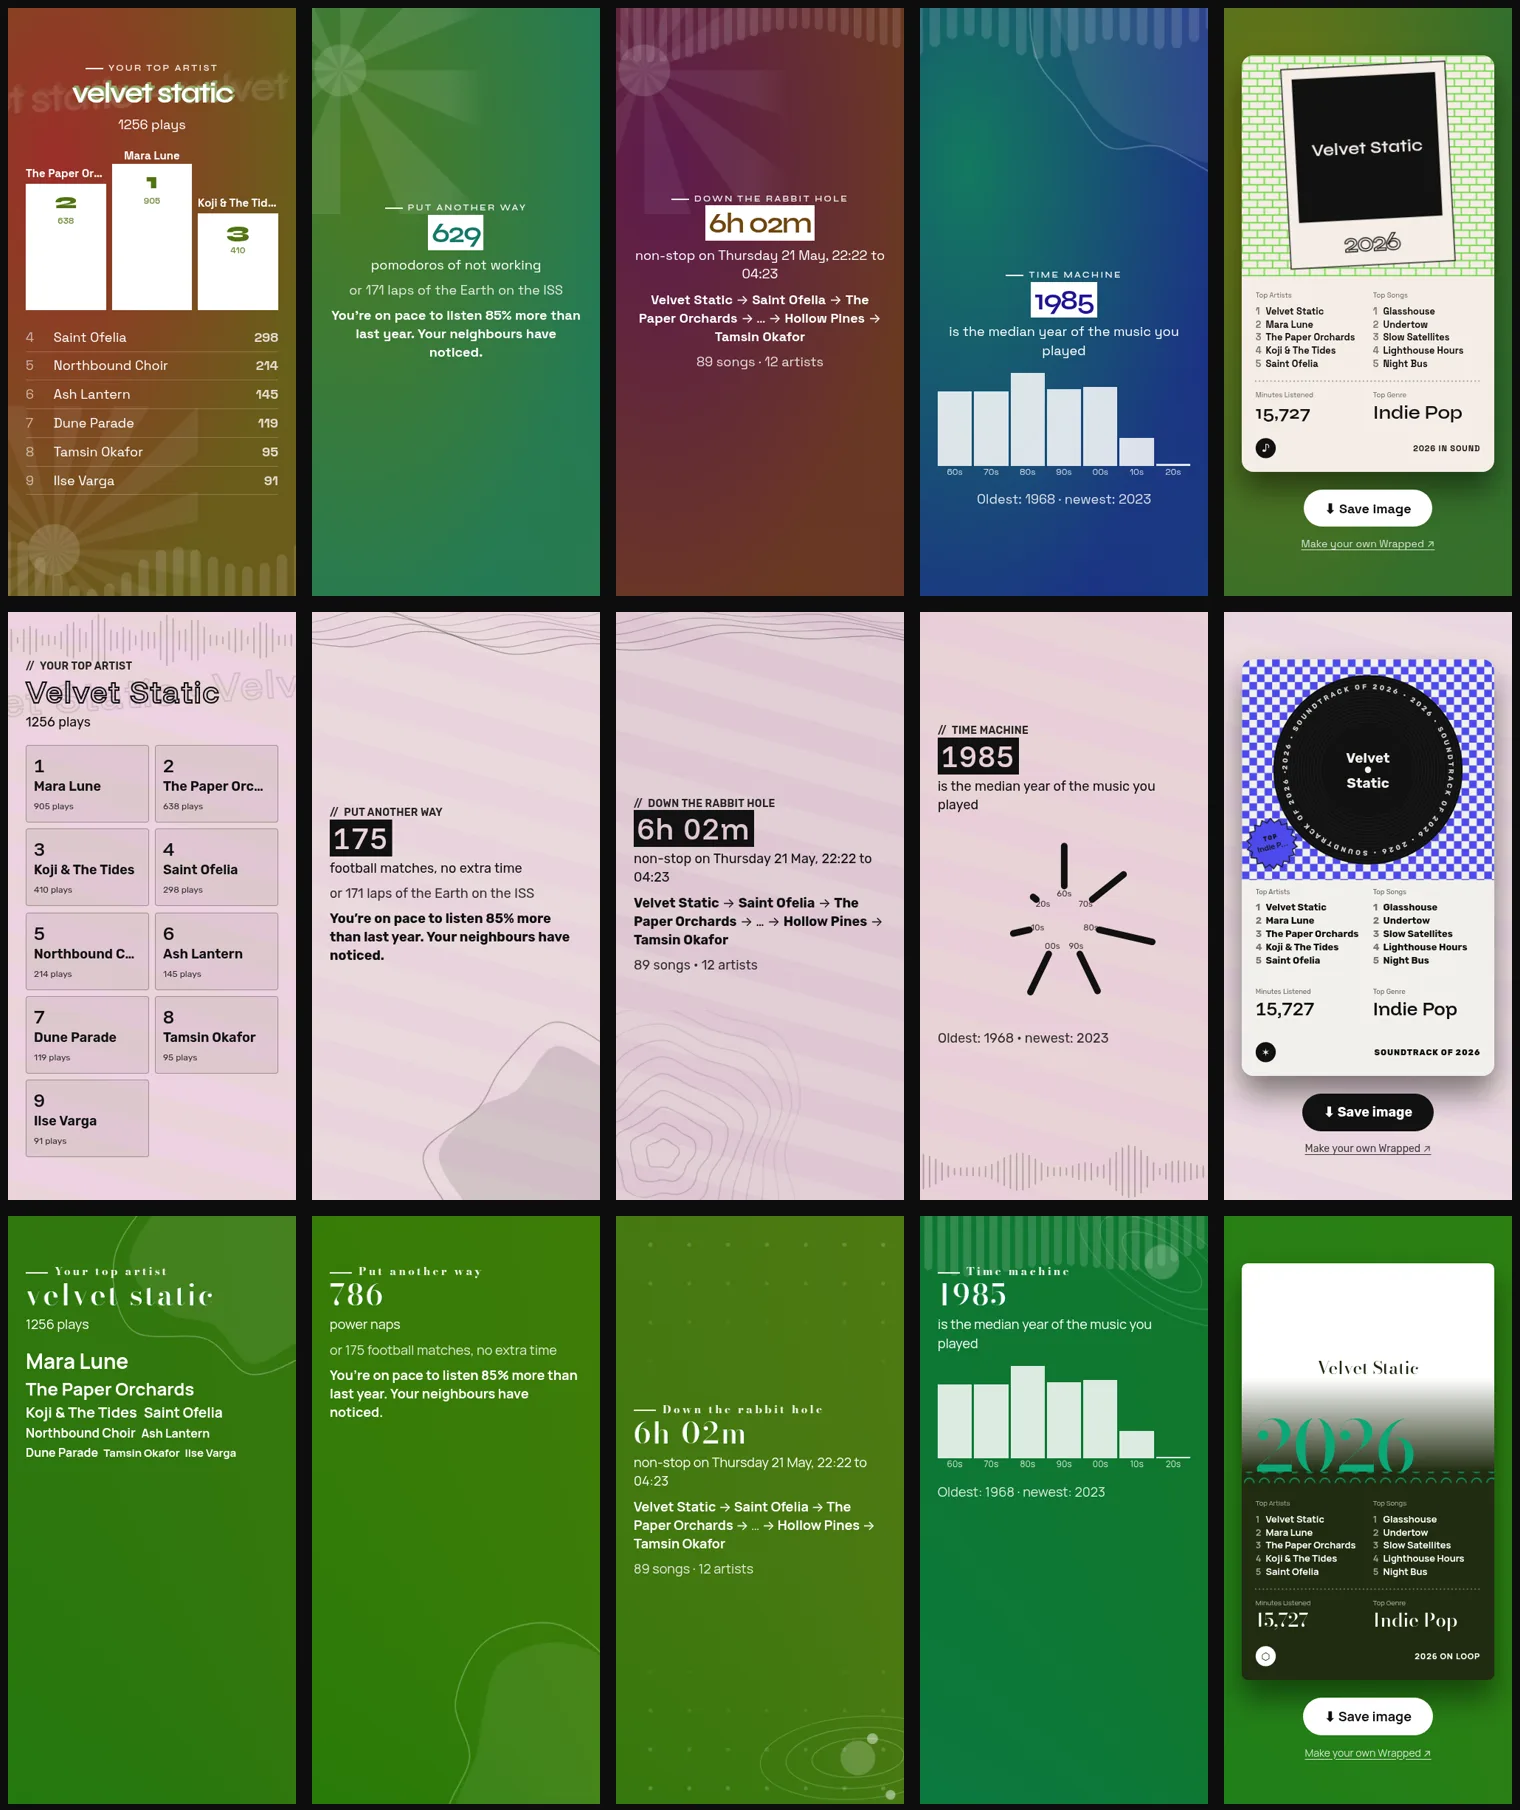 YOUR TOP ARTIST
velvet static
1256 plays
Mara Lune
The Paper Or...
Koji & The Tid...
1
905
2
638
3
410
4 Saint Ofelia 298
5 Northbound Choir 214
6 Ash Lantern 145
7 Dune Parade 119
8 Tamsin Okafor 95
9 Ilse Varga 91
PUT ANOTHER WAY
629
pomodoros of not working
or 171 laps of the Earth on the ISS
You're on pace to listen 85% more than
last year. Your neighbours have
noticed.
DOWN THE RABBIT HOLE
6h 02m
non-stop on Thursday 21 May, 22:22 to
04:23
Velvet Static → Saint Ofelia → The
Paper Orchards → … → Hollow Pines →
Tamsin Okafor
89 songs · 12 artists
TIME MACHINE
1985
is the median year of the music you
played
60s 70s 80s 90s 00s 10s 20s
Oldest: 1968 · newest: 2023
Velvet Static
2026
Top Artists
1 Velvet Static
2 Mara Lune
3 The Paper Orchards
4 Koji & The Tides
5 Saint Ofelia
Top Songs
1 Glasshouse
2 Undertow
3 Slow Satellites
4 Lighthouse Hours
5 Night Bus
Minutes Listened
15,727
Top Genre
Indie Pop
2026 IN SOUND
⬇ Save image
Make your own Wrapped ↗
// YOUR TOP ARTIST
Velvet Static
1256 plays
1
Mara Lune
905 plays
2
The Paper Orc...
638 plays
3
Koji & The Tides
410 plays
4
Saint Ofelia
298 plays
5
Northbound C...
214 plays
6
Ash Lantern
145 plays
7
Dune Parade
119 plays
8
Tamsin Okafor
95 plays
9
Ilse Varga
91 plays
// PUT ANOTHER WAY
175
football matches, no extra time
or 171 laps of the Earth on the ISS
You're on pace to listen 85% more
than last year. Your neighbours have
noticed.
// DOWN THE RABBIT HOLE
6h 02m
non-stop on Thursday 21 May, 22:22 to
04:23
Velvet Static → Saint Ofelia → The
Paper Orchards → … → Hollow Pines →
Tamsin Okafor
89 songs • 12 artists
// TIME MACHINE
1985
is the median year of the music you
played
60s
70s
80s
90s
00s
10s
20s
Oldest: 1968 • newest: 2023
SOUNDTRACK OF 2026 • 2026 • SOUNDTRACK OF 2026 • 2026 • SOUNDTRACK OF 2026 • 2026 •
Velvet
Static
TOP
Indie P...
Top Artists
1 Velvet Static
2 Mara Lune
3 The Paper Orchards
4 Koji & The Tides
5 Saint Ofelia
Top Songs
1 Glasshouse
2 Undertow
3 Slow Satellites
4 Lighthouse Hours
5 Night Bus
Minutes Listened
15,727
Top Genre
Indie Pop
SOUNDTRACK OF 2026
⬇ Save image
Make your own Wrapped ↗
Your top artist
velvet static
1256 plays
Mara Lune
The Paper Orchards
Koji & The Tides Saint Ofelia
Northbound Choir Ash Lantern
Dune Parade Tamsin Okafor Ilse Varga
Put another way
786
power naps
or 175 football matches, no extra time
You're on pace to listen 85% more than
last year. Your neighbours have
noticed.
Down the rabbit hole
6h 02m
non-stop on Thursday 21 May, 22:22 to
04:23
Velvet Static → Saint Ofelia → The
Paper Orchards → … → Hollow Pines →
Tamsin Okafor
89 songs · 12 artists
Time machine
1985
is the median year of the music you
played
60s 70s 80s 90s 00s 10s 20s
Oldest: 1968 · newest: 2023
Velvet Static
2026
Top Artists
1 Velvet Static
2 Mara Lune
3 The Paper Orchards
4 Koji & The Tides
5 Saint Ofelia
Top Songs
1 Glasshouse
2 Undertow
3 Slow Satellites
4 Lighthouse Hours
5 Night Bus
Minutes Listened
15,727
Top Genre
Indie Pop
2026 ON LOOP
⬇ Save image
Make your own Wrapped ↗